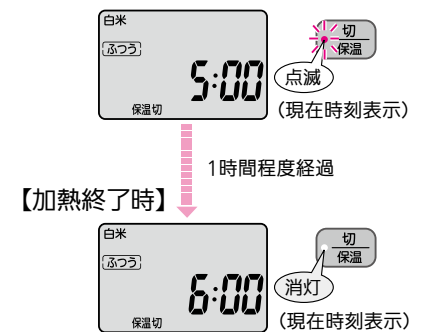 白米
ふつう
5:00
保温切
切
保温
点滅
(現在時刻表示)
1時間程度経過
【加熱終了時】
白米
ふつう
6:00
保温切
切
保温
消灯
(現在時刻表示)